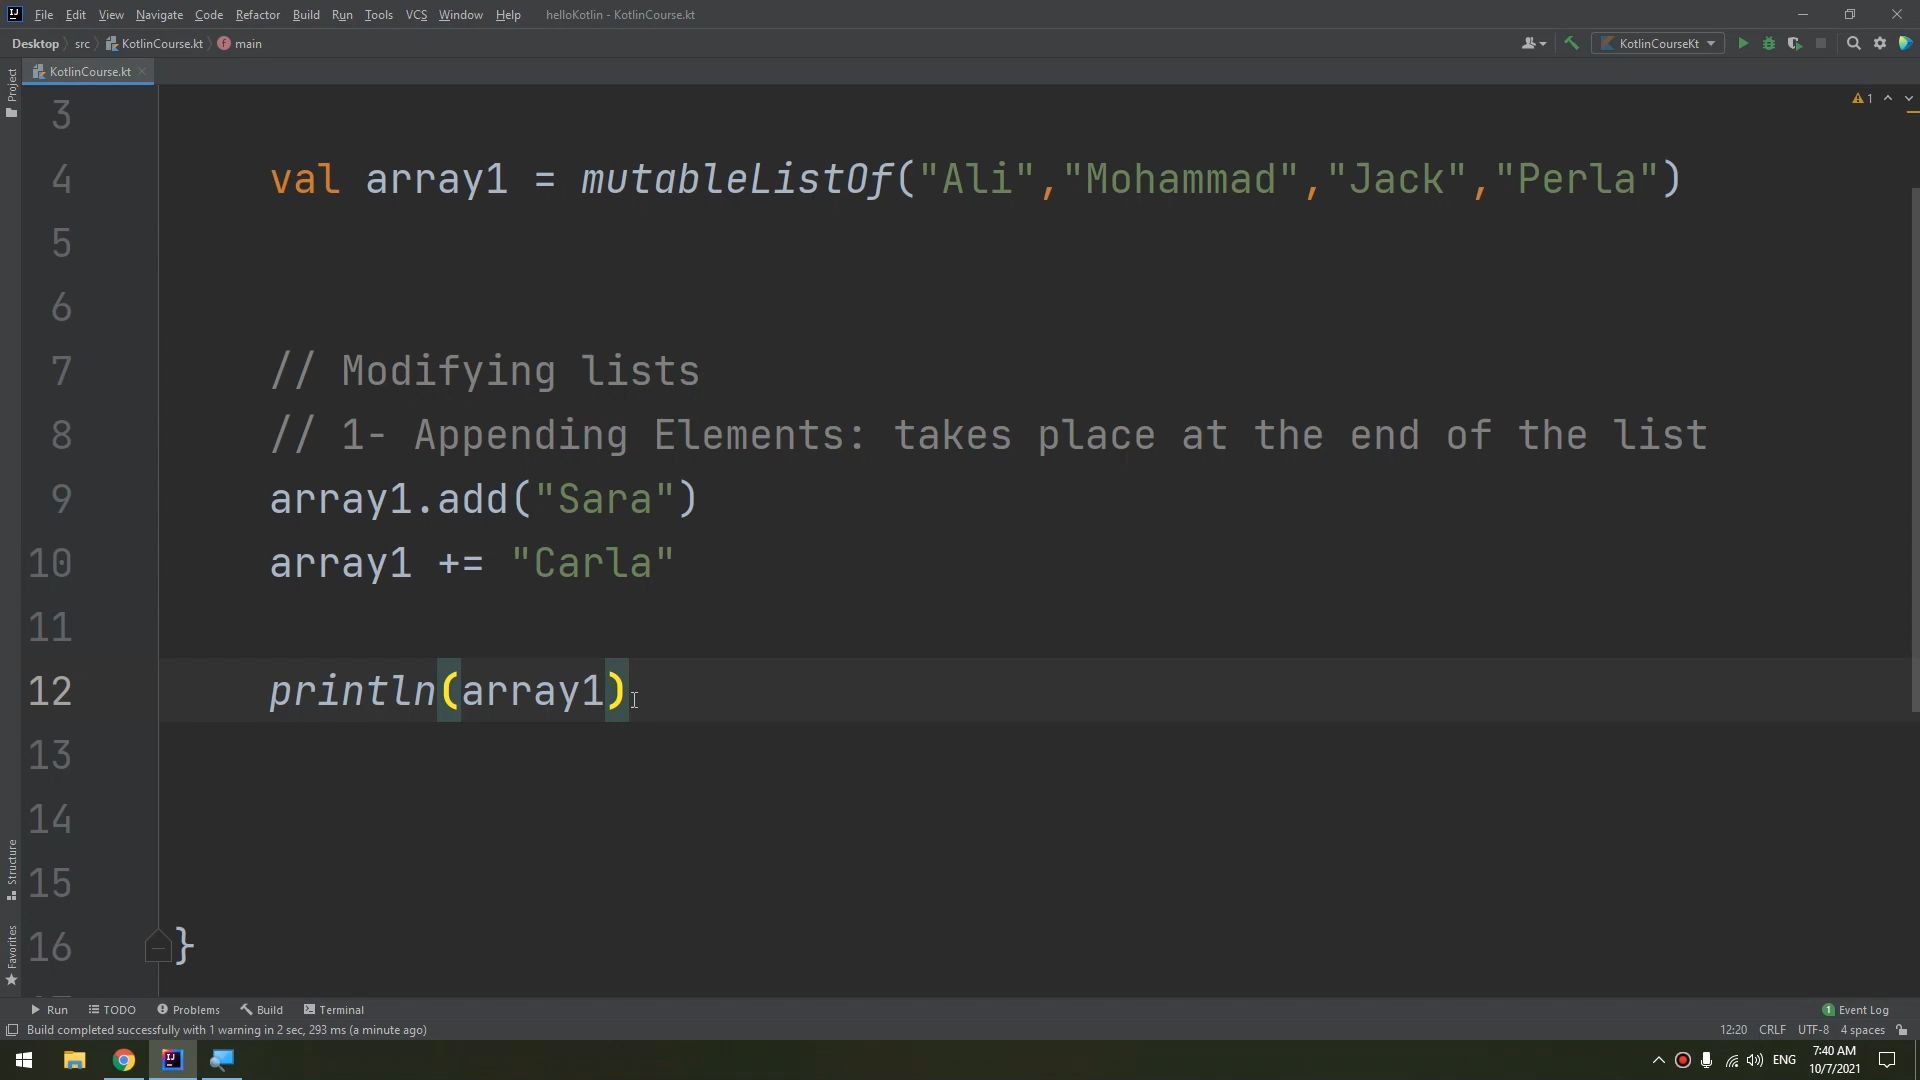 File Edit View Navigate Code Refactor Build Run Tools VCS Window Help helloKotlin - KotlinCourse.kt
Desktop src KotlinCourse.kt main KotlinCourseKt
Project KotlinCourse.kt
3 1
4 val array1 = mutableListOf("Ali","Mohammad","Jack","Perla")
5
6
7 // Modifying lists
8 // 1- Appending Elements: takes place at the end of the list
9 array1.add("Sara")
10 array1 += "Carla"
11
12 println(array1)
13
14
15
16 }
Structure
Favorites
Run TODO Problems Build Terminal 1 Event Log
Build completed successfully with 1 warning in 2 sec, 293 ms (a minute ago) 12:20 CRLF UTF-8 4 spaces
ENG 7:40 AM
10/7/2021